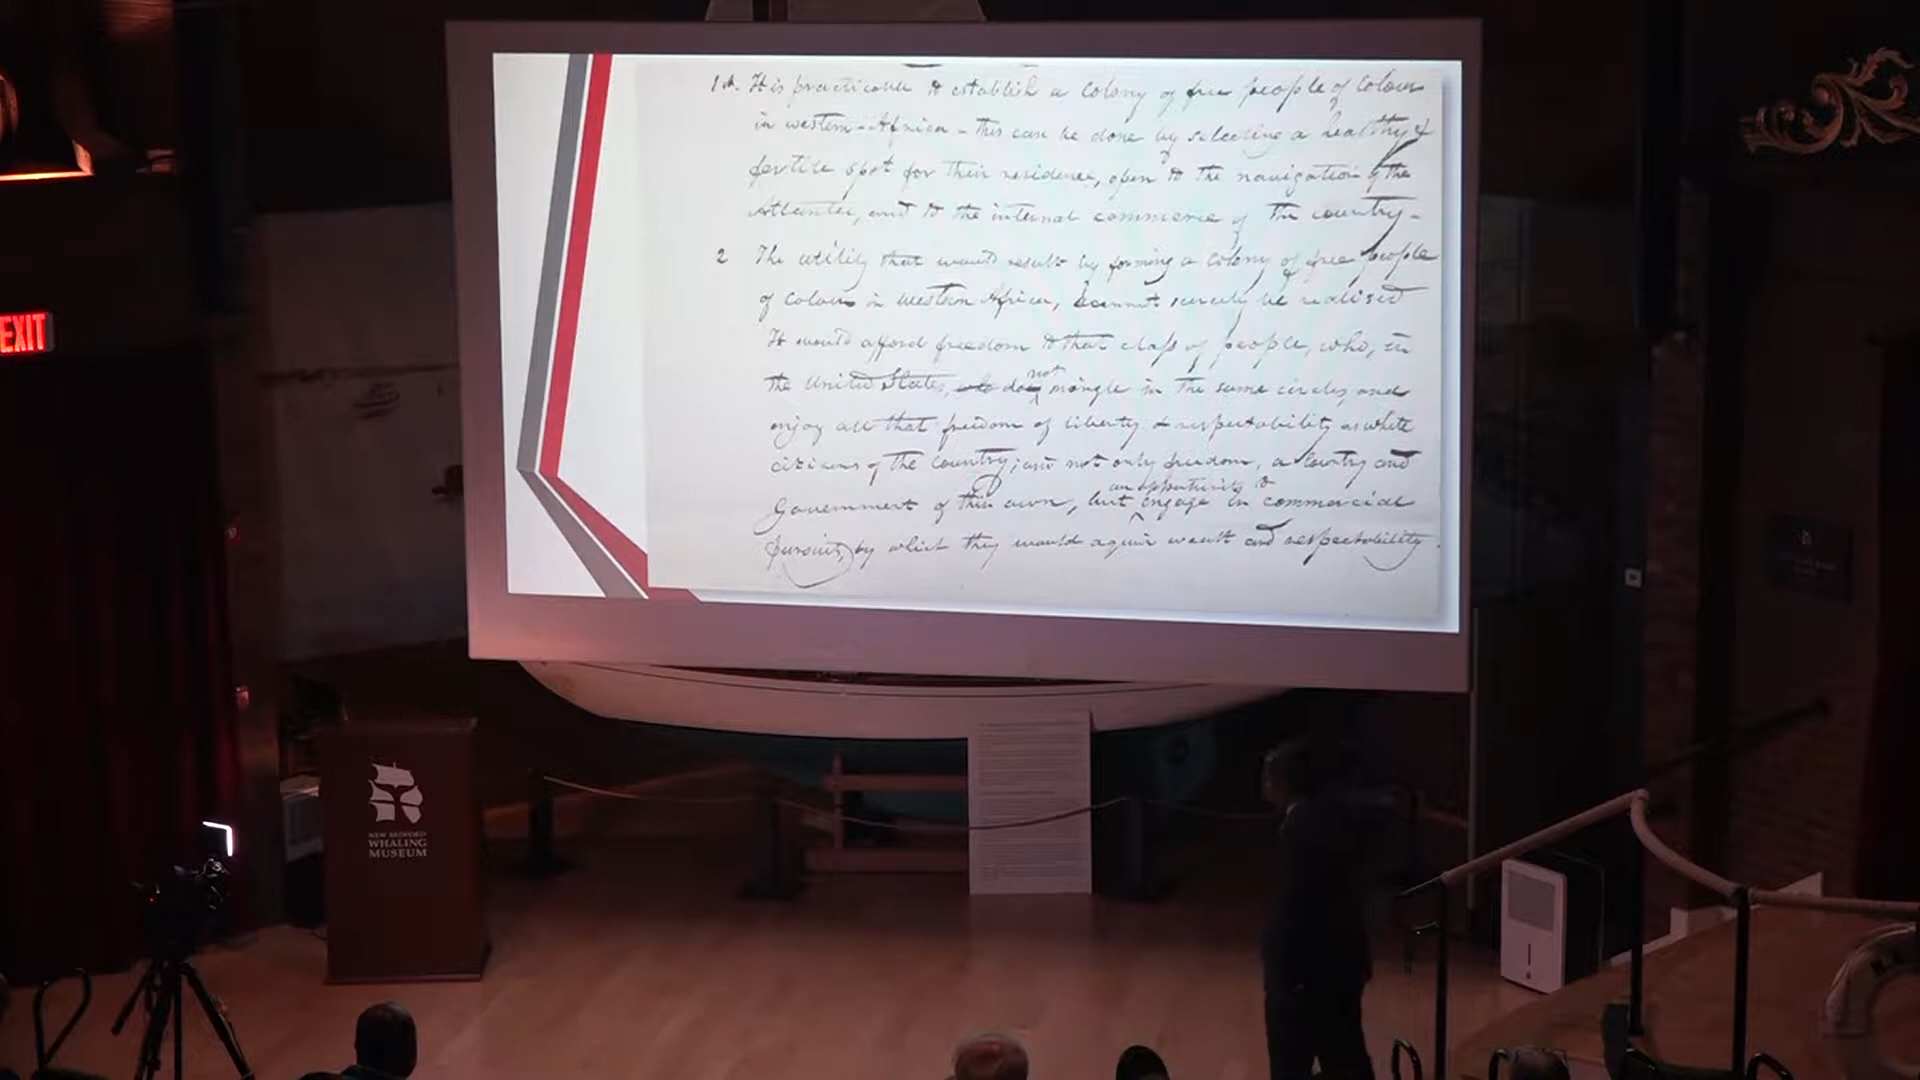 1st. It is practicable to establish a colony of free people of colour
in western Africa - this can be done by selecting a healthy &
fertile spot for their residence, open to the navigation of the
Atlantic, and to the internal commerce of the country -
2 The utility that would result by forming a colony of free people
of colour in western Africa, cannot scarcely be realised
It would afford freedom to that class of people, who, in
the United States, do not mingle in the same circles, and
enjoy all that freedom of liberty & respectability as white
citizens of the country; and not only freedom, a country and
Government of their own, but an opportunity to engage in commercial
pursuits, by which they would aquire wealth and respectability.
EXIT
NEW BEDFORD
WHALING
MUSEUM